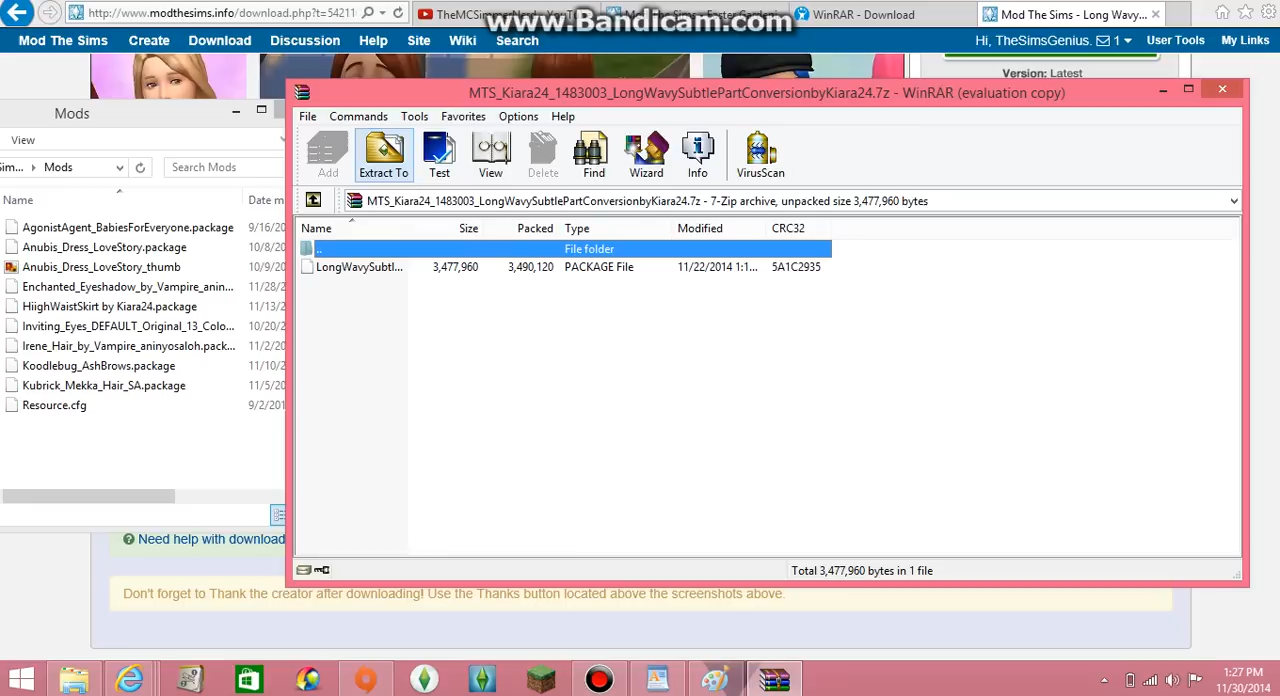 http://www.modthesims.info/download.php?t=54211
TheMCSim
WinRAR - Download
Mod The Sims - Long Wavy...
www.Bandicam.com
Mod The Sims Create Download Discussion Help Site Wiki Search
Hi, TheSimsGenius. 1 User Tools My Links
Version: Latest
Mods
View
Sim... Mods
Search Mods
Name Date m
AgonistAgent_BabiesForEveryone.package 9/16/20
Anubis_Dress_LoveStory.package 10/8/20
Anubis_Dress_LoveStory_thumb 10/9/20
Enchanted_Eyeshadow_by_Vampire_anin... 11/28/2
HiighWaistSkirt by Kiara24.package 11/13/2
Inviting_Eyes_DEFAULT_Original_13_Colo... 10/20/2
Irene_Hair_by_Vampire_aninyosaloh.pack... 11/2/20
Koodlebug_AshBrows.package 11/10/2
Kubrick_Mekka_Hair_SA.package 11/5/20
Resource.cfg 9/2/201
MTS_Kiara24_1483003_LongWavySubtlePartConversionbyKiara24.7z - WinRAR (evaluation copy)
File Commands Tools Favorites Options Help
Add Extract To Test View Delete Find Wizard Info VirusScan
MTS_Kiara24_1483003_LongWavySubtlePartConversionbyKiara24.7z - 7-Zip archive, unpacked size 3,477,960 bytes
Name Size Packed Type Modified CRC32
.. File folder
LongWavySubtl... 3,477,960 3,490,120 PACKAGE File 11/22/2014 1:1... 5A1C2935
Total 3,477,960 bytes in 1 file
Need help with download
Don't forget to Thank the creator after downloading! Use the Thanks button located above the screenshots above.
1:27 PM
11/30/2014